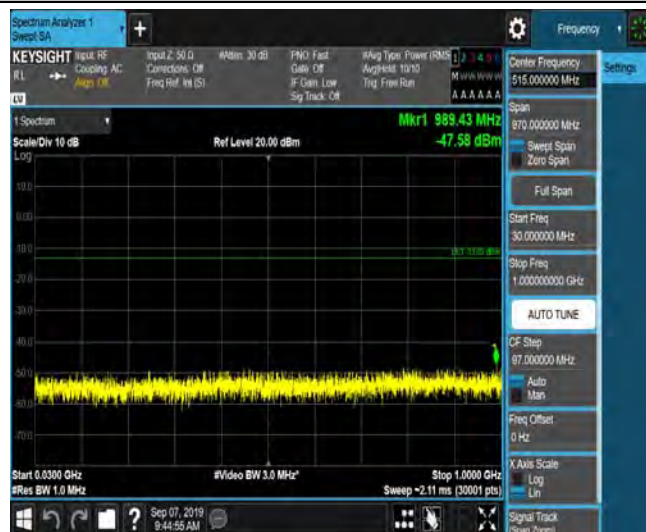 Spectrum Analyzer 1
Swept SA
+
Frequency
KEYSIGHT
Input: RF
Coupling: AC
Align: Off
Input Z: 50 Ω
Corrections: Off
Freq Ref: Int (S)
#Atten: 30 dB
PNO: Fast
Gate: Off
IF Gain: Low
Sig Track: Off
#Avg Type: Power (RMS
Avg|Hold: 10/10
Trig: Free Run
1 2 3 4 5 6
M W W W W W
A A A A A A
RL
LV
1 Spectrum
Scale/Div 10 dB
Ref Level 20.00 dBm
Mkr1 989.43 MHz
-47.58 dBm
Log
10.0
0.00
-10.0
-20.0
-30.0
-40.0
-50.0
-60.0
-70.0
DL1 -13.00 dBm
Start 0.0300 GHz
#Res BW 1.0 MHz
#Video BW 3.0 MHz*
Stop 1.0000 GHz
Sweep ~2.11 ms (30001 pts)
Sep 07, 2019
9:44:55 AM
?
Center Frequency
515.000000 MHz
Settings
Span
970.000000 MHz
Swept Span
Zero Span
Full Span
Start Freq
30.000000 MHz
Stop Freq
1.000000000 GHz
AUTO TUNE
CF Step
97.000000 MHz
Auto
Man
Freq Offset
0 Hz
X Axis Scale
Log
Lin
Signal Track
(Span Zoom)